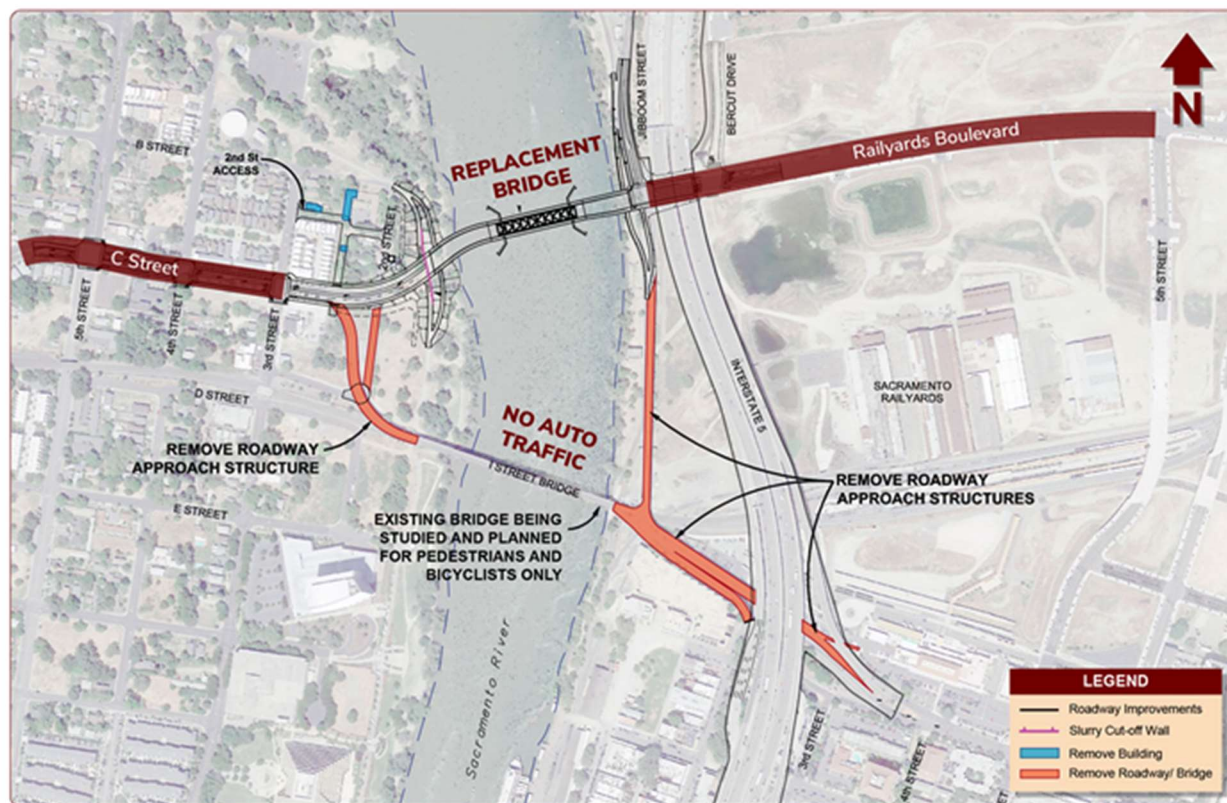 N
JIBBOOM STREET
BERCUT DRIVE
B STREET
2nd St
ACCESS
REPLACEMENT
BRIDGE
Railyards Boulevard
2nd STREET
C Street
5th STREET
4th STREET
3rd STREET
5th STREET
INTERSTATE 5
SACRAMENTO
RAILYARDS
D STREET
REMOVE ROADWAY
APPROACH STRUCTURE
NO AUTO
TRAFFIC
I STREET BRIDGE
REMOVE ROADWAY
APPROACH STRUCTURES
E STREET
EXISTING BRIDGE BEING
STUDIED AND PLANNED
FOR PEDESTRIANS AND
BICYCLISTS ONLY
Sacramento River
3rd STREET
4th STREET
LEGEND
Roadway Improvements
Slurry Cut-off Wall
Remove Building
Remove Roadway/ Bridge